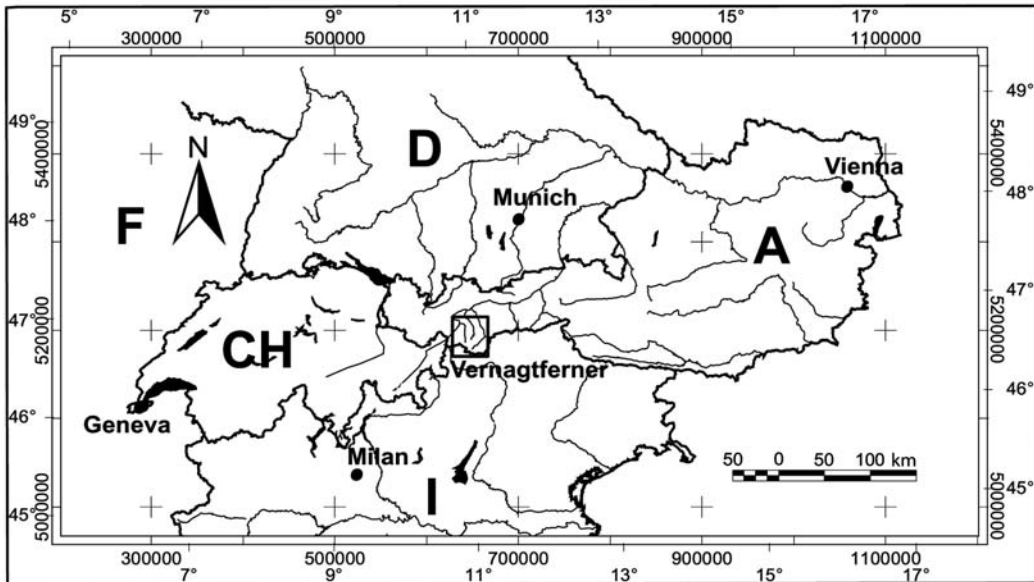 5° 7° 9° 11° 13° 15° 17°
300000 500000 700000 900000 1100000
49° 49°
5400000 5400000
N
D
Vienna
Munich
48° 48°
F
A
47° 47°
5200000 5200000
CH
Vernagtferner
46° 46°
Geneva
Milan
50 0 50 100 km
I
45° 45°
5000000 5000000
300000 500000 700000 900000 1100000
7° 9° 11° 13° 15° 17°